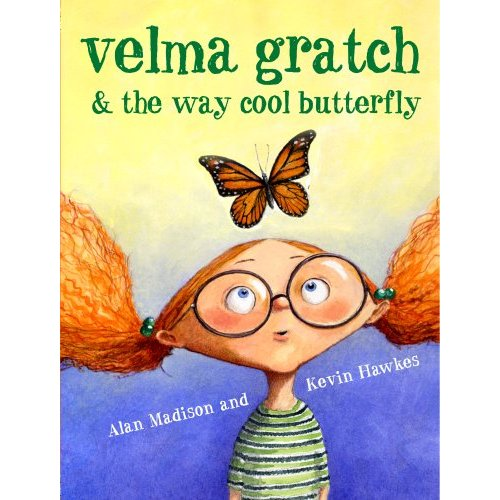 velma gratch
& the way cool butterfly
Alan Madison and
Kevin Hawkes